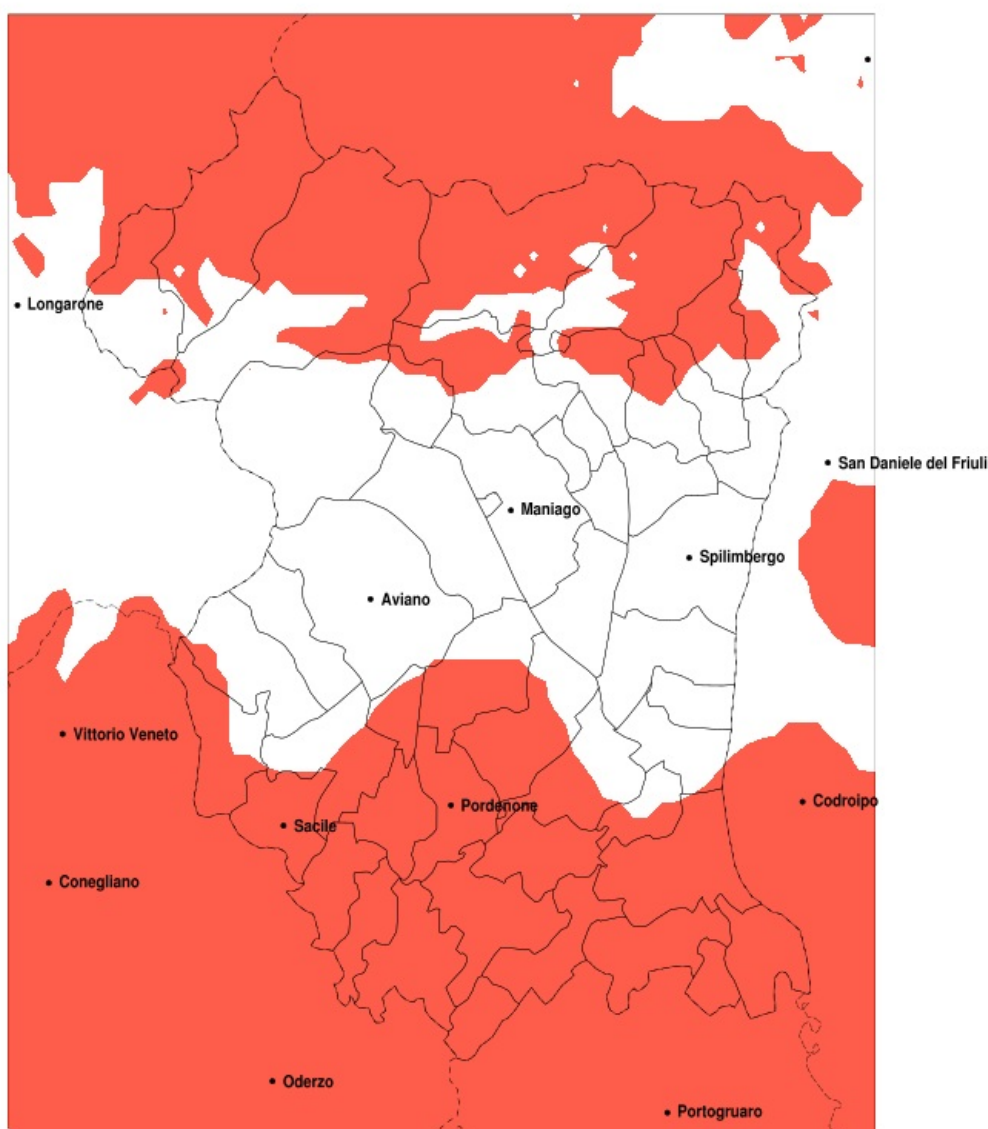 Longarone
San Daniele del Friuli
Maniago
Spilimbergo
Aviano
Vittorio Veneto
Codroipo
Pordenone
Sacile
Conegliano
Oderzo
Portogruaro